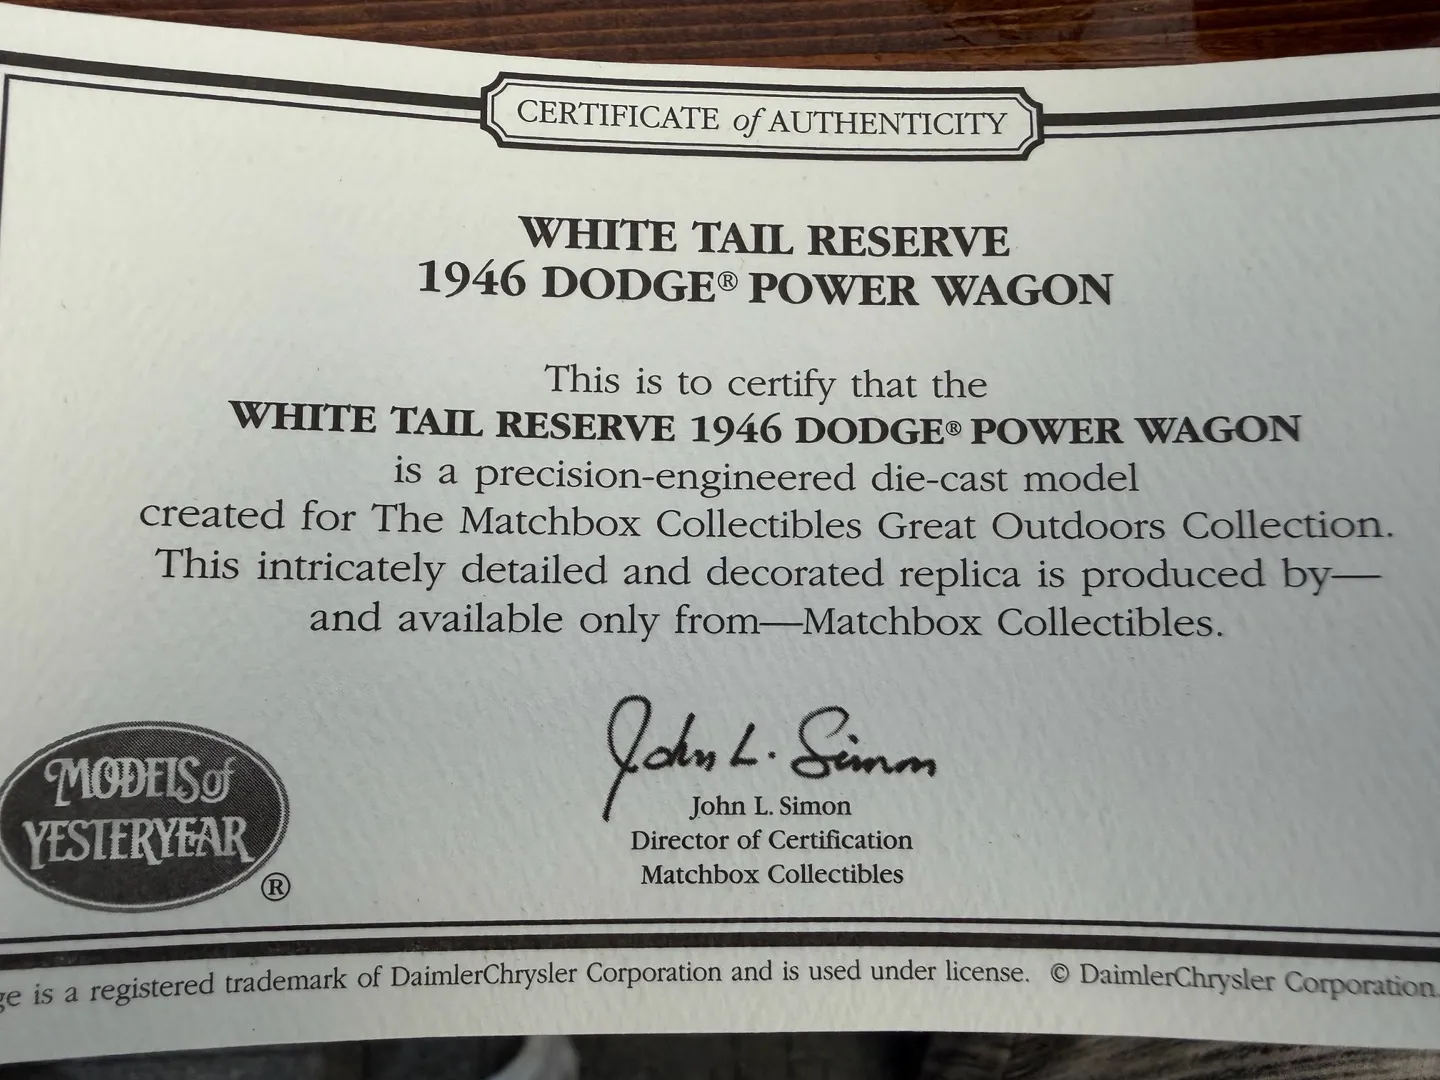 CERTIFICATE of AUTHENTICITY
WHITE TAIL RESERVE
1946 DODGE® POWER WAGON
This is to certify that the
WHITE TAIL RESERVE 1946 DODGE® POWER WAGON
is a precision-engineered die-cast model
created for The Matchbox Collectibles Great Outdoors Collection.
This intricately detailed and decorated replica is produced by—
and available only from—Matchbox Collectibles.
John L. Simon
John L. Simon
Director of Certification
Matchbox Collectibles
MODELS of
YESTERYEAR
®
ge is a registered trademark of DaimlerChrysler Corporation and is used under license. © DaimlerChrysler Corporation.